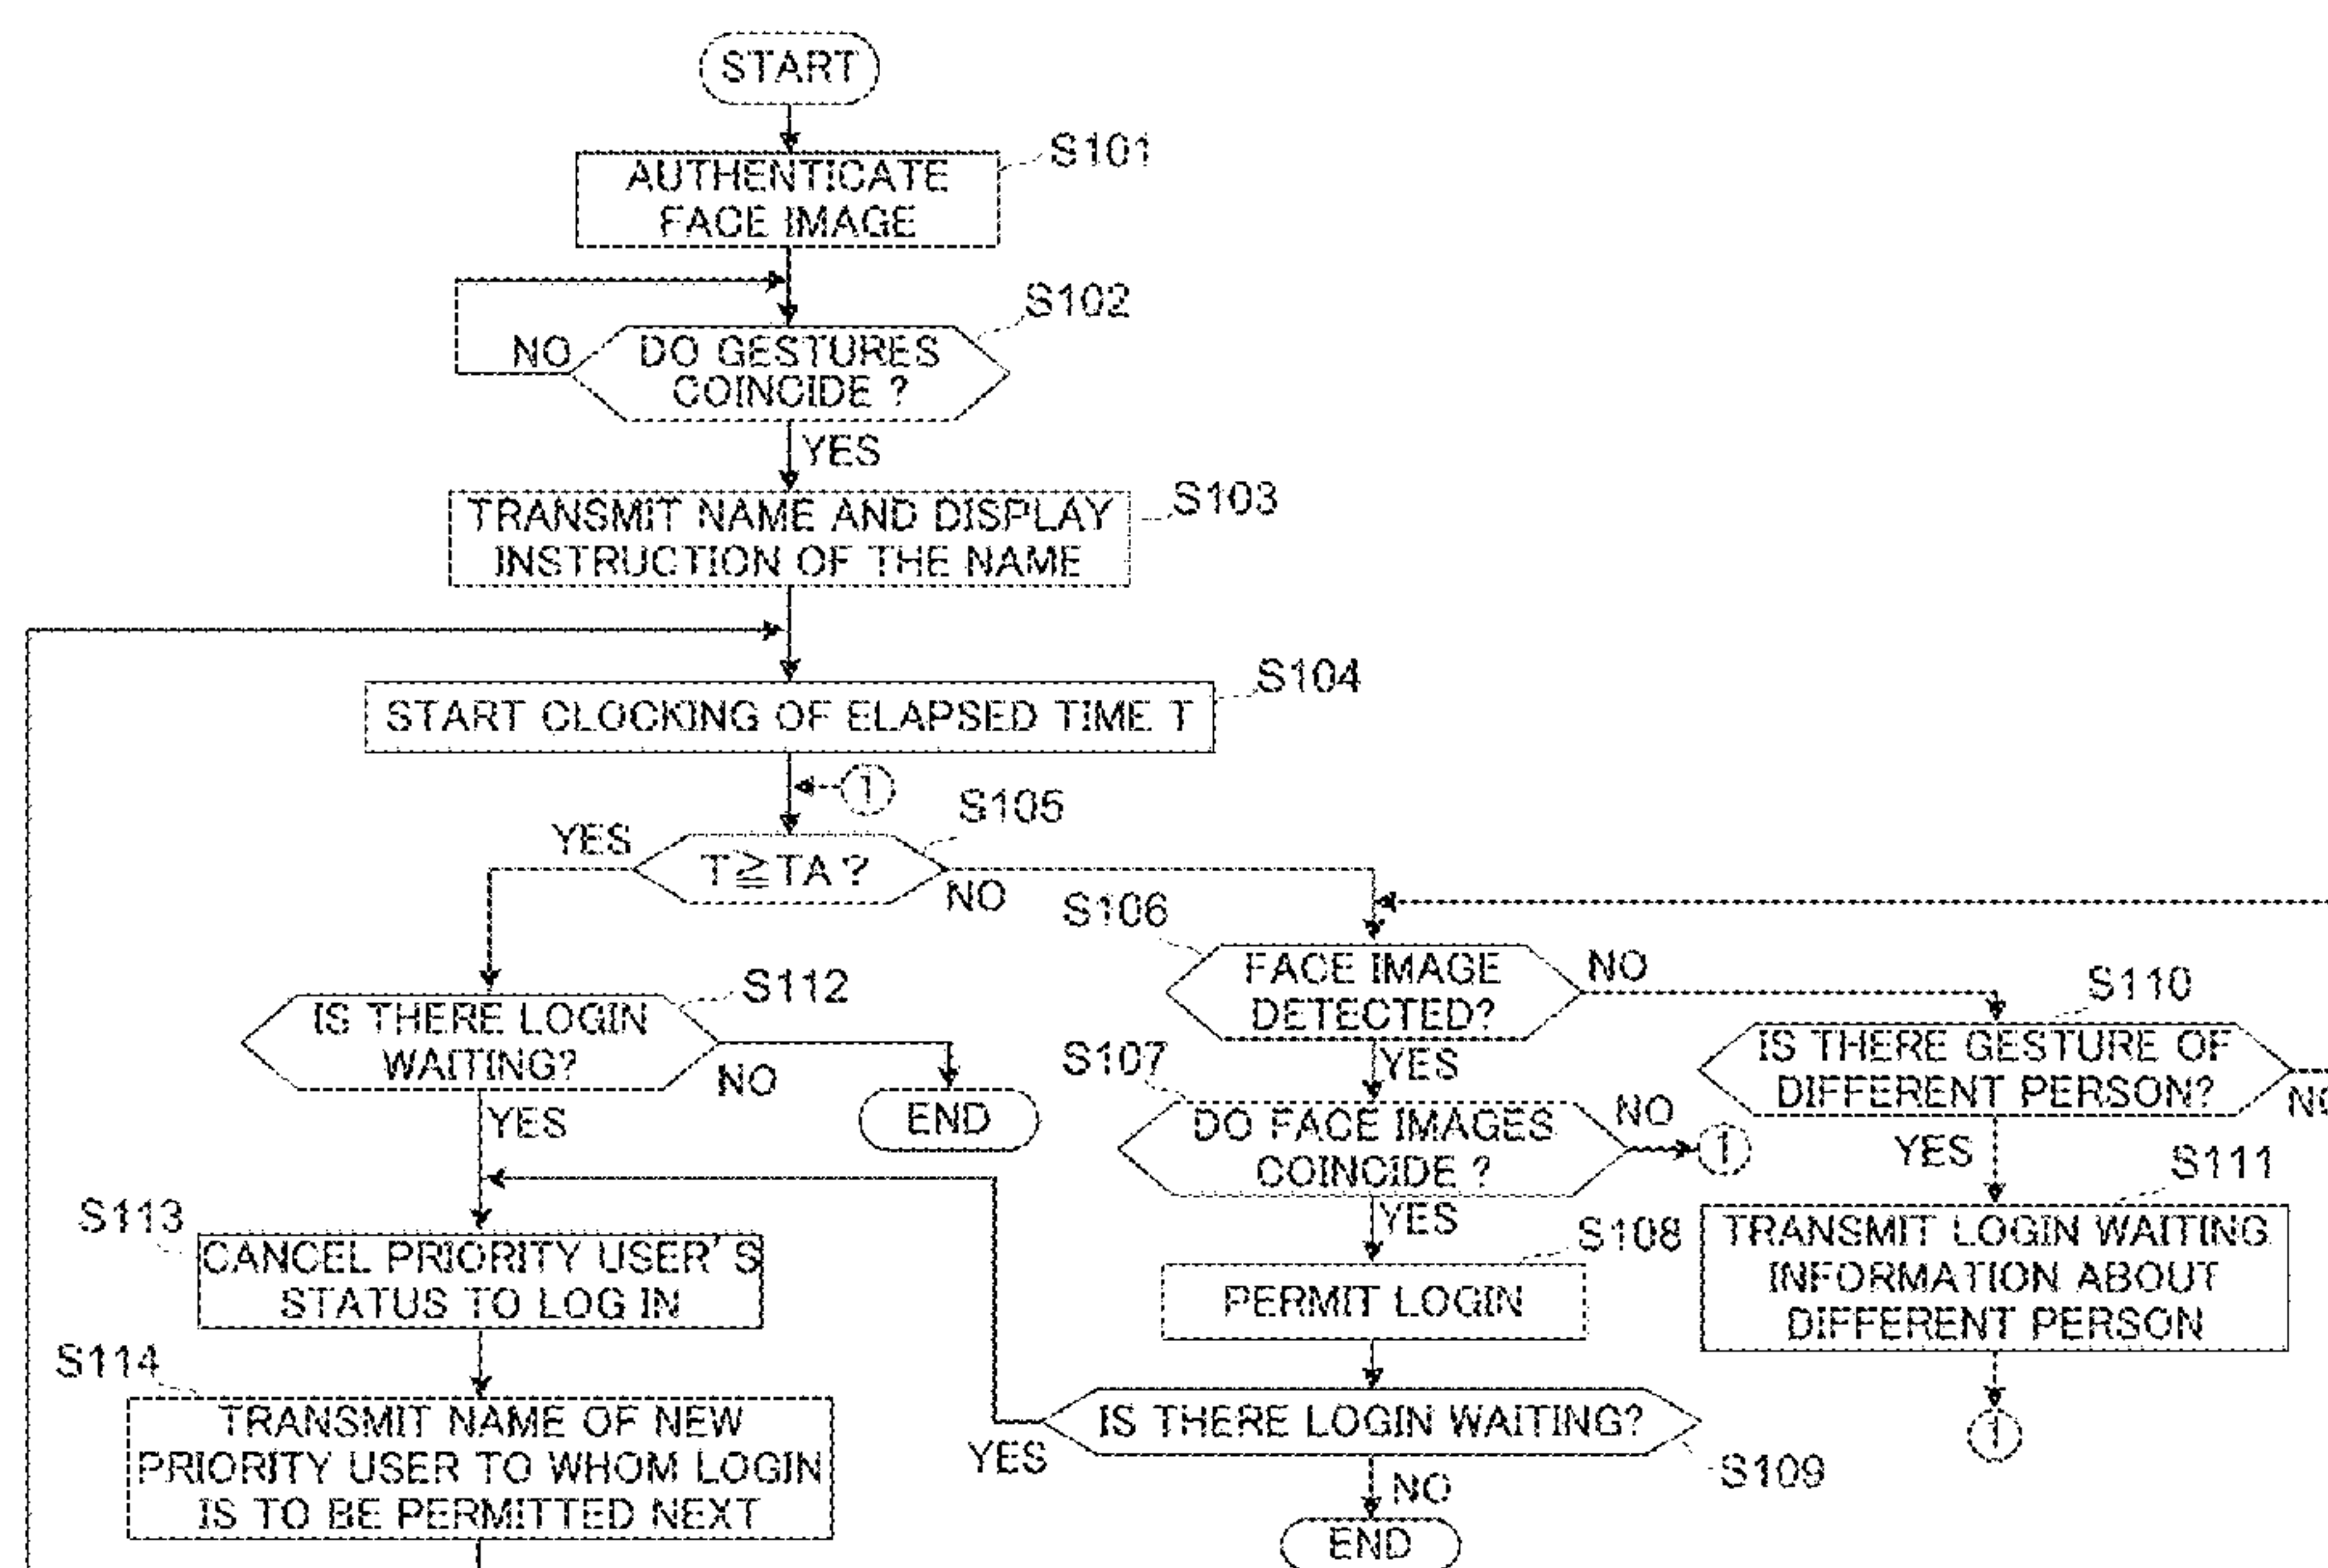 START
S101
AUTHENTICATE
FACE IMAGE
S102
NO
DO GESTURES
COINCIDE ?
YES
S103
TRANSMIT NAME AND DISPLAY
INSTRUCTION OF THE NAME
S104
START CLOCKING OF ELAPSED TIME T
1
S105
YES
T≧TA ?
NO
S106
FACE IMAGE
DETECTED?
NO
S110
IS THERE GESTURE OF
DIFFERENT PERSON?
NO
S112
IS THERE LOGIN
WAITING?
NO
YES
END
S107
YES
DO FACE IMAGES
COINCIDE ?
NO
1
YES
S111
TRANSMIT LOGIN WAITING
INFORMATION ABOUT
DIFFERENT PERSON
1
S113
CANCEL PRIORITY USER'S
STATUS TO LOG IN
YES
S108
PERMIT LOGIN
S114
TRANSMIT NAME OF NEW
PRIORITY USER TO WHOM LOGIN
IS TO BE PERMITTED NEXT
IS THERE LOGIN WAITING?
YES
S109
NO
END